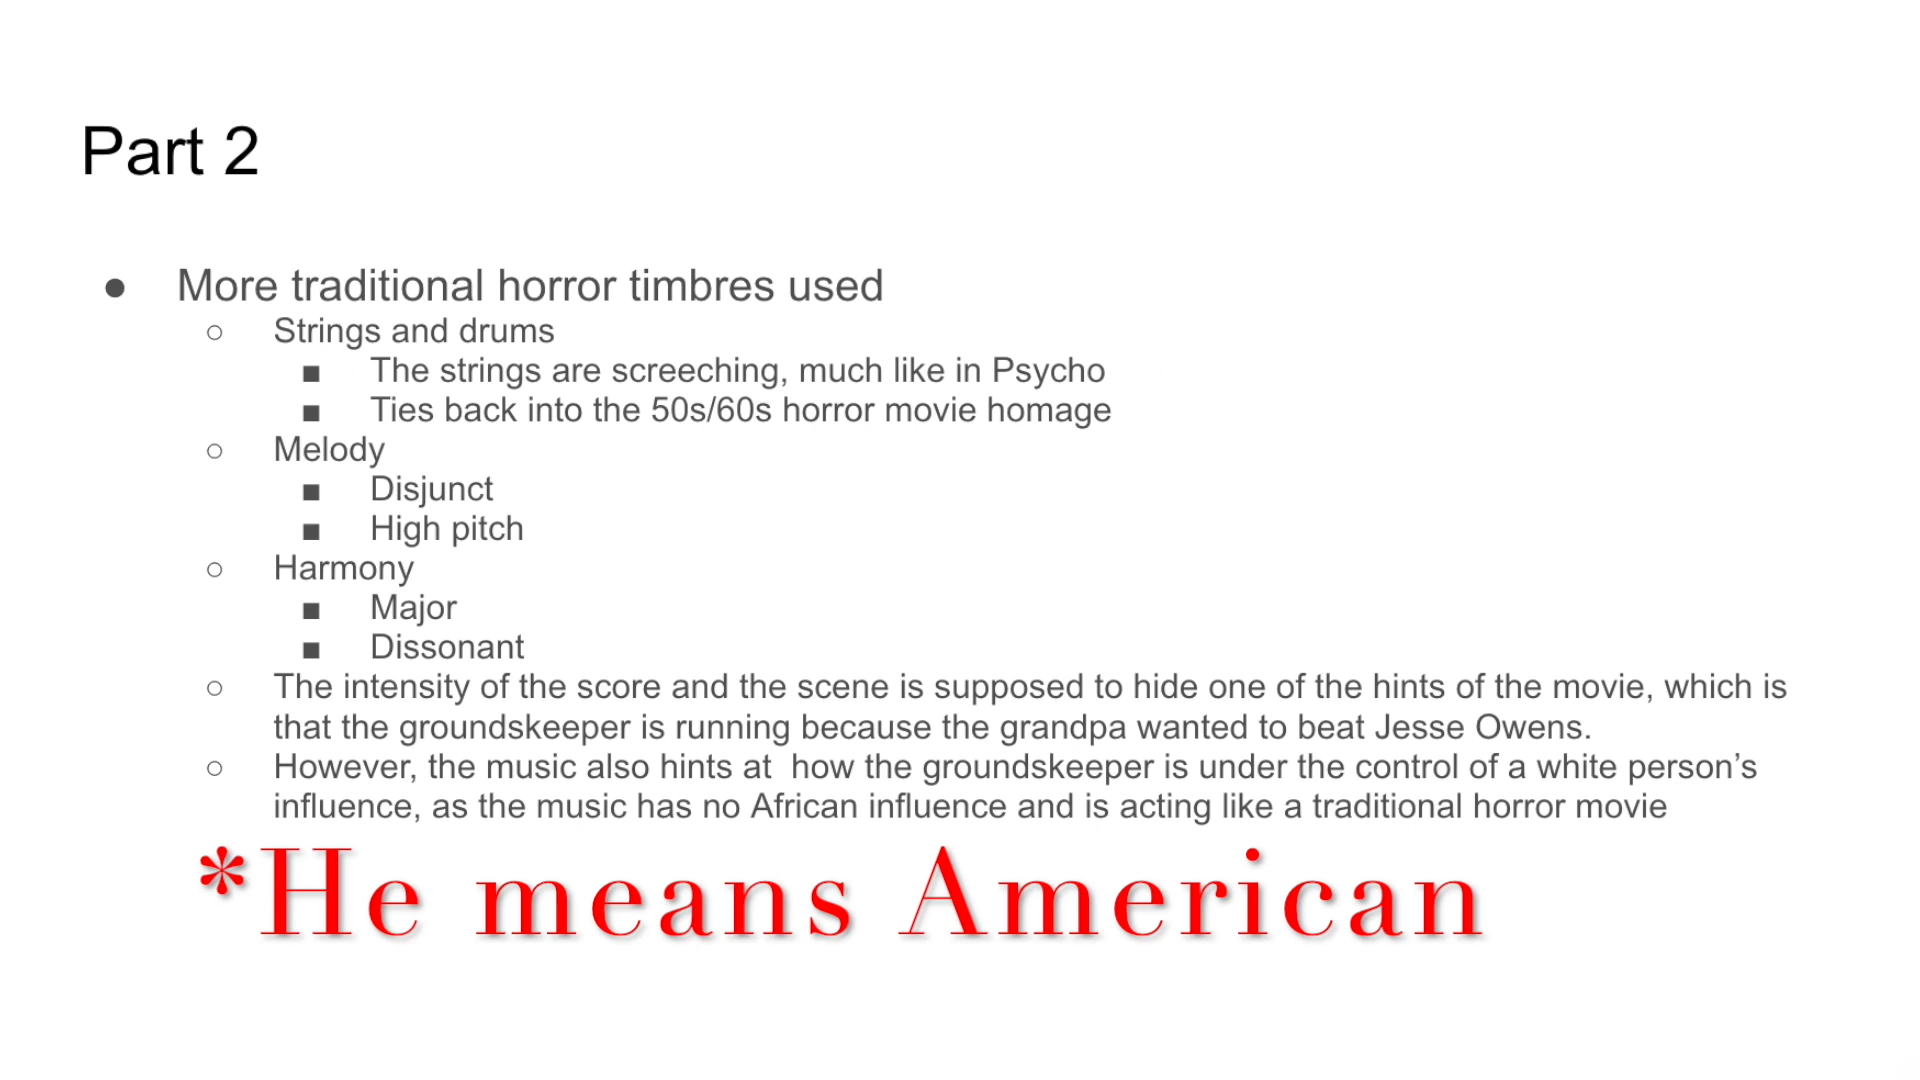 Part 2
● More traditional horror timbres used
○ Strings and drums
■ The strings are screeching, much like in Psycho
■ Ties back into the 50s/60s horror movie homage
○ Melody
■ Disjunct
■ High pitch
○ Harmony
■ Major
■ Dissonant
○ The intensity of the score and the scene is supposed to hide one of the hints of the movie, which is
that the groundskeeper is running because the grandpa wanted to beat Jesse Owens.
○ However, the music also hints at  how the groundskeeper is under the control of a white person’s
influence, as the music has no African influence and is acting like a traditional horror movie
*He means American